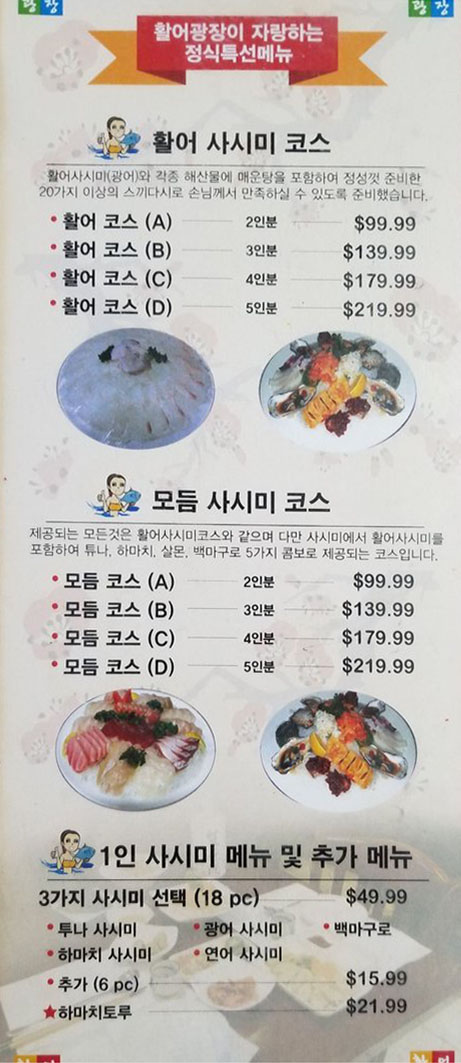 광장 광장
활어광장이 자랑하는
정식특선메뉴
활어 사시미 코스
활어사시미(광어)와 각종 해산물에 매운탕을 포함하여 정성껏 준비한
20가지 이상의 스끼다시로 손님께서 만족하실 수 있도록 준비했습니다.
• 활어 코스 (A) 2인분 $99.99
• 활어 코스 (B) 3인분 $139.99
• 활어 코스 (C) 4인분 $179.99
• 활어 코스 (D) 5인분 $219.99
모듬 사시미 코스
제공되는 모든것은 활어사시미코스와 같으며 다만 사시미에서 활어사시미를
포함하여 튜나, 하마치, 살몬, 백마구로 5가지 콤보로 제공되는 코스입니다.
• 모듬 코스 (A) 2인분 $99.99
• 모듬 코스 (B) 3인분 $139.99
• 모듬 코스 (C) 4인분 $179.99
• 모듬 코스 (D) 5인분 $219.99
1인 사시미 메뉴 및 추가 메뉴
3가지 사시미 선택 (18 pc) $49.99
• 투나 사시미 • 광어 사시미 • 백마구로
• 하마치 사시미 • 연어 사시미
• 추가 (6 pc) $15.99
★하마치토루 $21.99